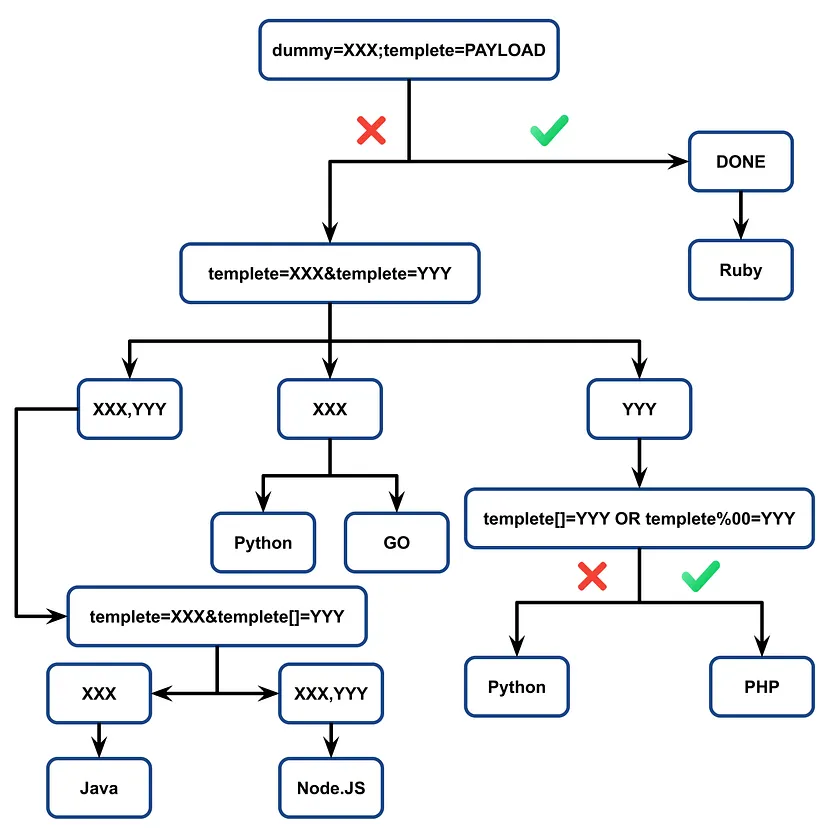 dummy=XXX;templete=PAYLOAD
DONE
Ruby
templete=XXX&templete=YYY
XXX,YYY
XXX
YYY
templete[]=YYY OR templete%00=YYY
Python
GO
templete=XXX&templete[]=YYY
XXX
XXX,YYY
Python
PHP
Java
Node.JS